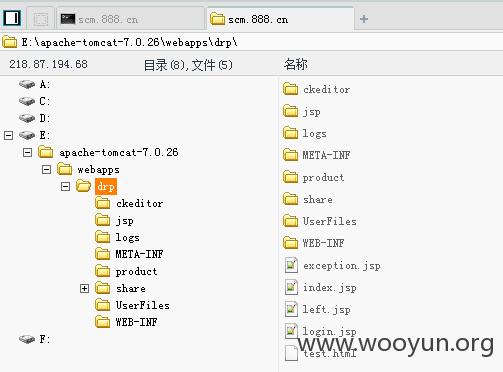 scm.888.cn
scm.888.cn
E:\apache-tomcat-7.0.26\webapps\drp\
218.87.194.68
目录(8),文件(5)
名称
A:
C:
D:
E:
apache-tomcat-7.0.26
webapps
drp
ckeditor
jsp
logs
META-INF
product
share
UserFiles
WEB-INF
F:
ckeditor
jsp
logs
META-INF
product
share
UserFiles
WEB-INF
exception.jsp
index.jsp
left.jsp
login.jsp
test.html
www.wooyun.org